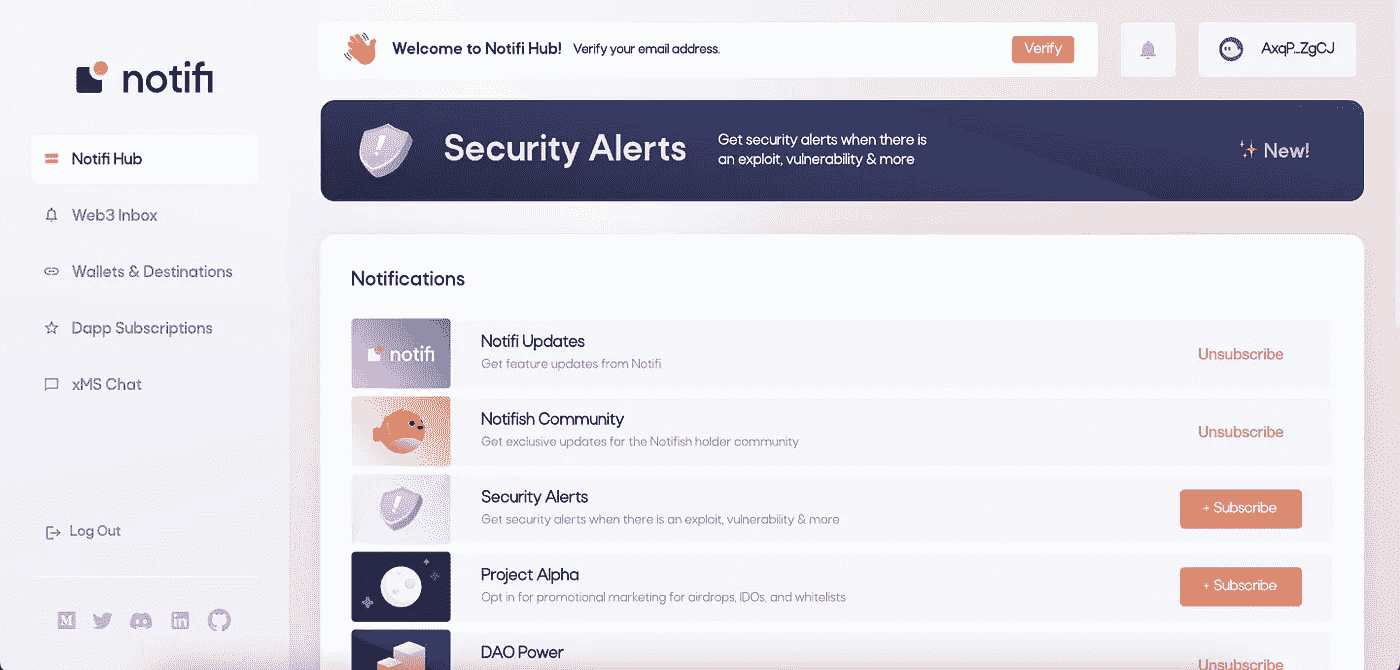 notifi
Notifi Hub
Web3 Inbox
Wallets & Destinations
Dapp Subscriptions
xMS Chat
Log Out
Welcome to Notifi Hub! Verify your email address.
Verify
AxqP...ZgCJ
Security Alerts
Get security alerts when there is
an exploit, vulnerability & more
New!
Notifications
notifi
Notifi Updates
Get feature updates from Notifi
Unsubscribe
Notifish Community
Get exclusive updates for the Notifish holder community
Unsubscribe
Security Alerts
Get security alerts when there is an exploit, vulnerability & more
+ Subscribe
Project Alpha
Opt in for promotional marketing for airdrops, IDOs, and whitelists
+ Subscribe
DAO Power
Unsubscribe